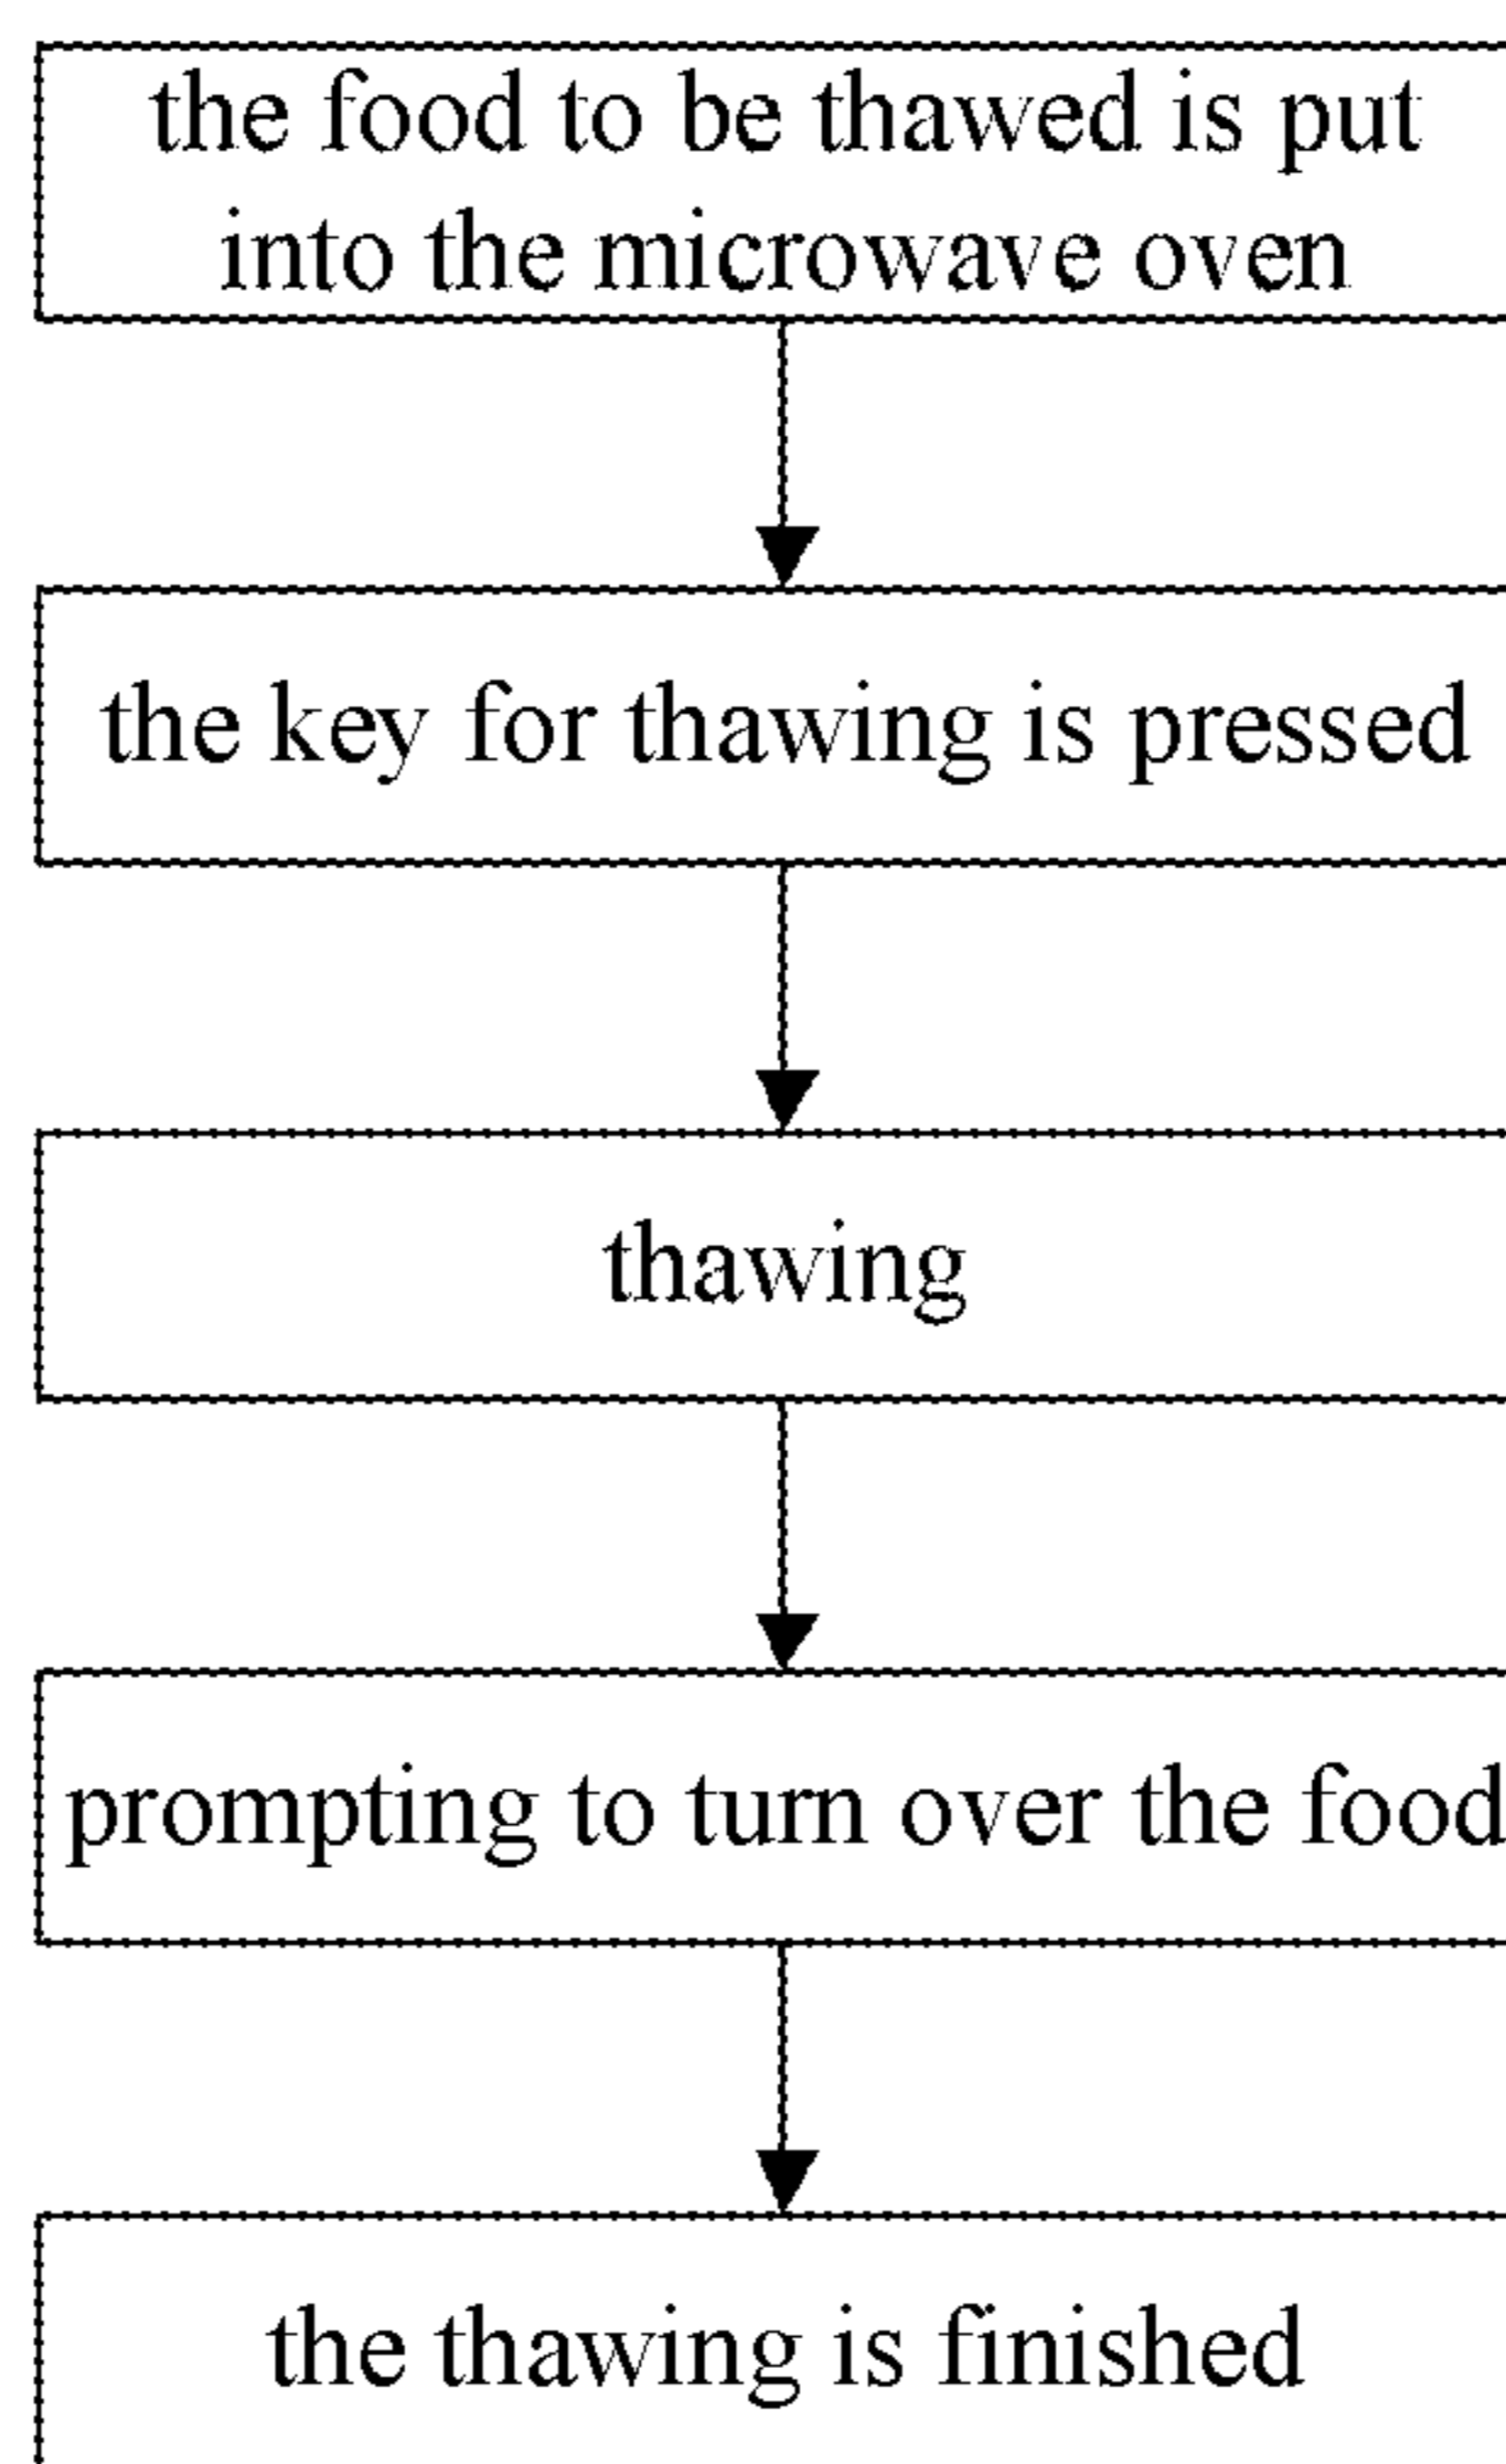 the food to be thawed is put
into the microwave oven
the key for thawing is pressed
thawing
prompting to turn over the food
the thawing is finished